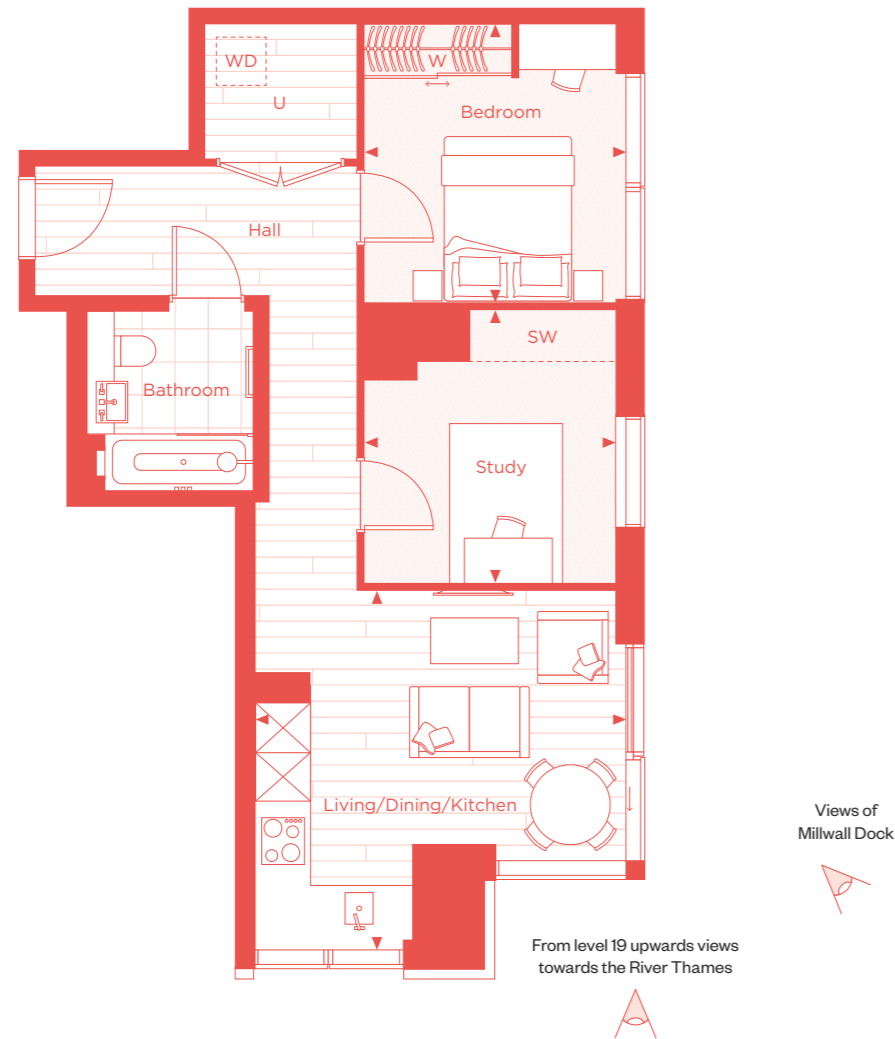 WD
U
W
Bedroom
Hall
SW
Bathroom
Study
Living/Dining/Kitchen
Views of
Millwall Dock
From level 19 upwards views
towards the River Thames